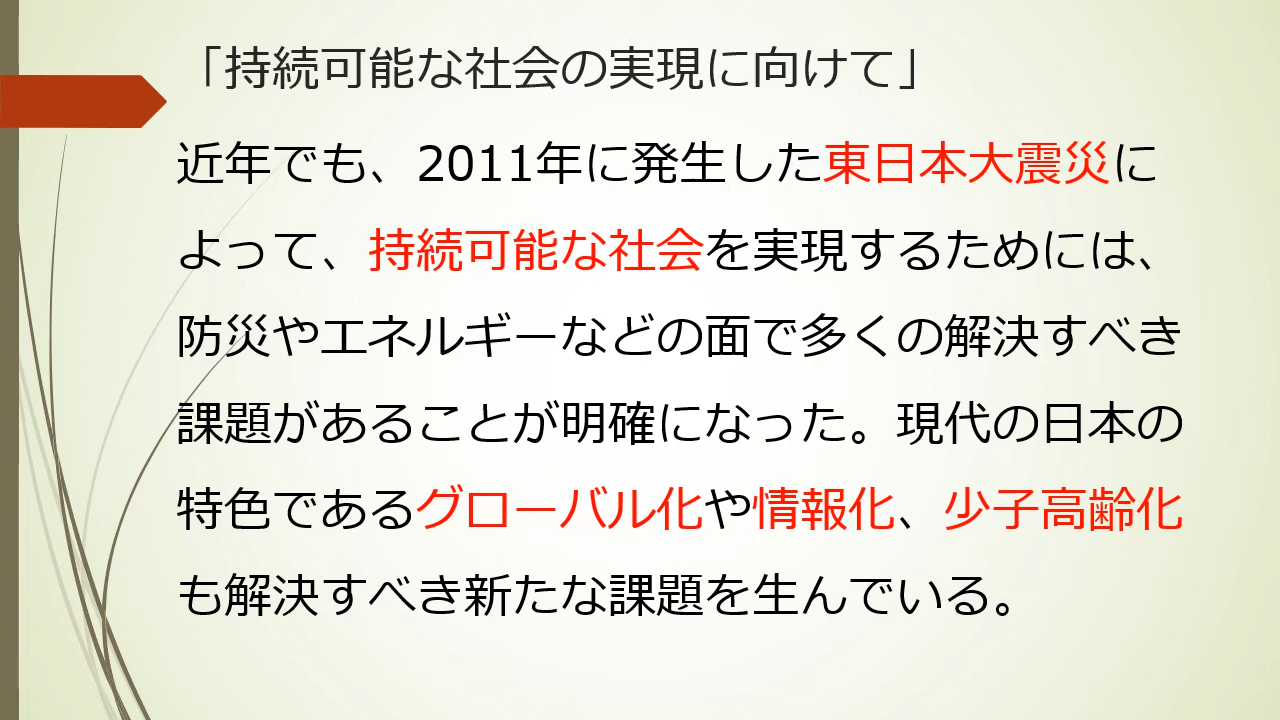 「持続可能な社会の実現に向けて」
近年でも、2011年に発生した東日本大震災に
よって、持続可能な社会を実現するためには、
防災やエネルギーなどの面で多くの解決すべき
課題があることが明確になった。現代の日本の
特色であるグローバル化や情報化、少子高齢化
も解決すべき新たな課題を生んでいる。